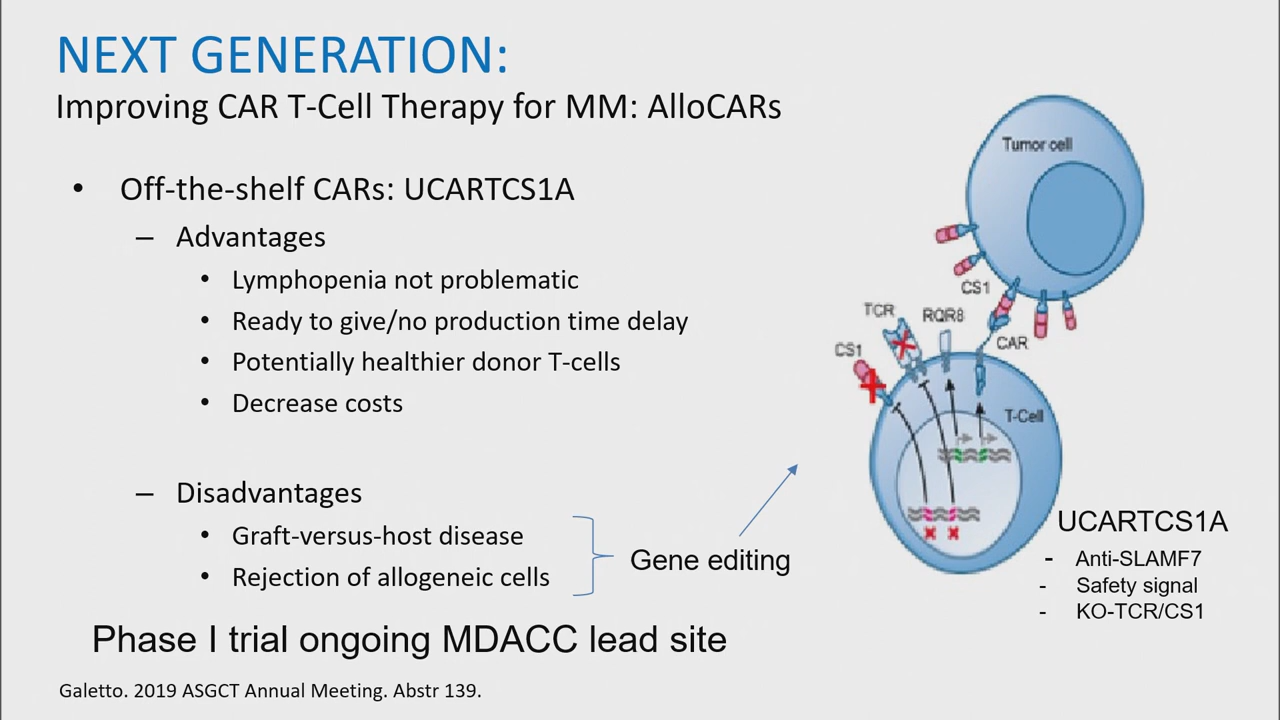 NEXT GENERATION:
Improving CAR T-Cell Therapy for MM: AlloCARs
• Off-the-shelf CARs: UCARTCS1A
– Advantages
• Lymphopenia not problematic
• Ready to give/no production time delay
• Potentially healthier donor T-cells
• Decrease costs
– Disadvantages
• Graft-versus-host disease
• Rejection of allogeneic cells
Gene editing
Phase I trial ongoing MDACC lead site
Galetto. 2019 ASGCT Annual Meeting. Abstr 139.
Tumor cell
CS1
TCR
RQR8
CAR
CS1
T-Cell
UCARTCS1A
- Anti-SLAMF7
- Safety signal
- KO-TCR/CS1